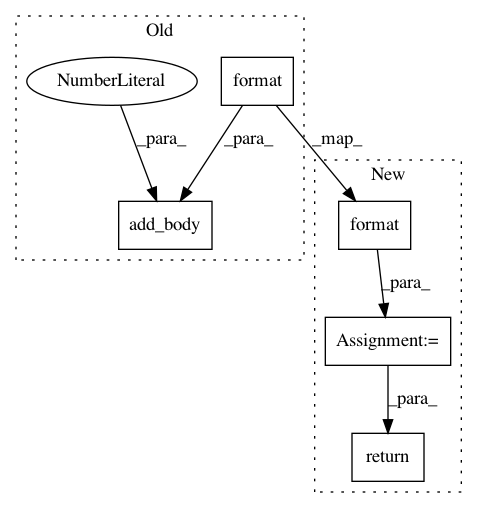 Old
NumberLiteral
format
_para_
_para_
_map_
New
add_body
format
_para_
Assignment:=
_para_
return